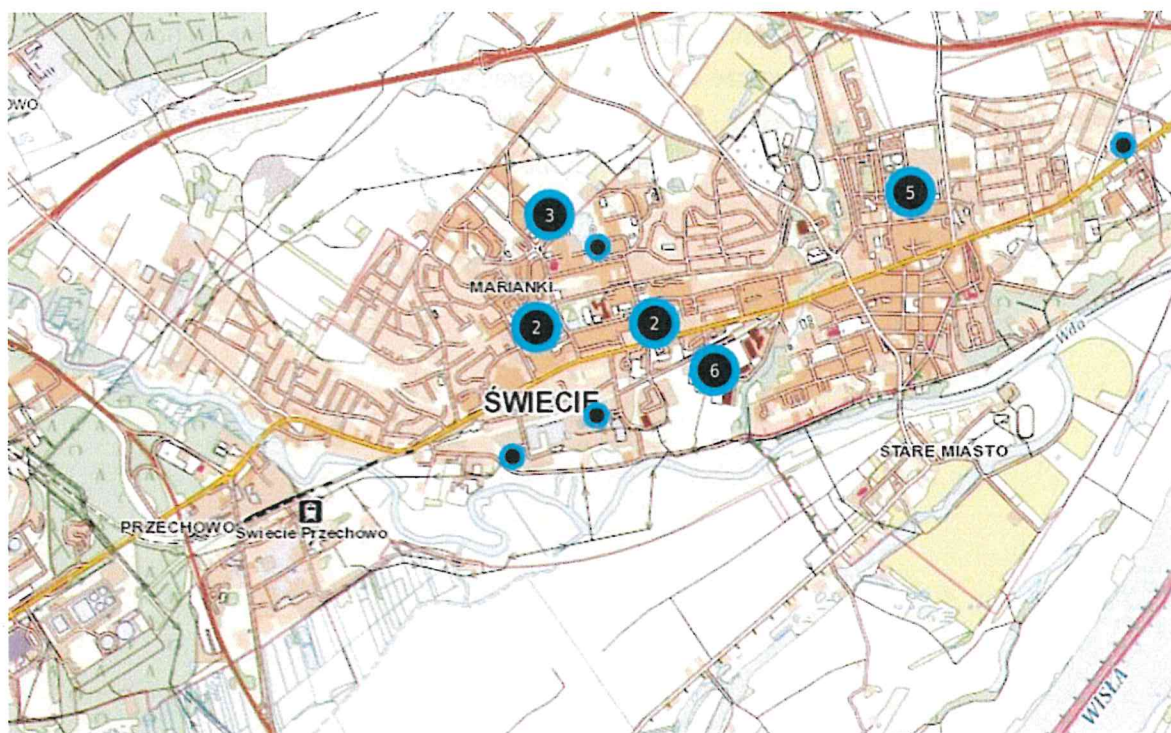 OWO
5
3
MARIANKI
2
2
6
ŚWIECIE
Wda
STARE MIASTO
PRZECHOWO
Świecie Przechowo
WISŁA